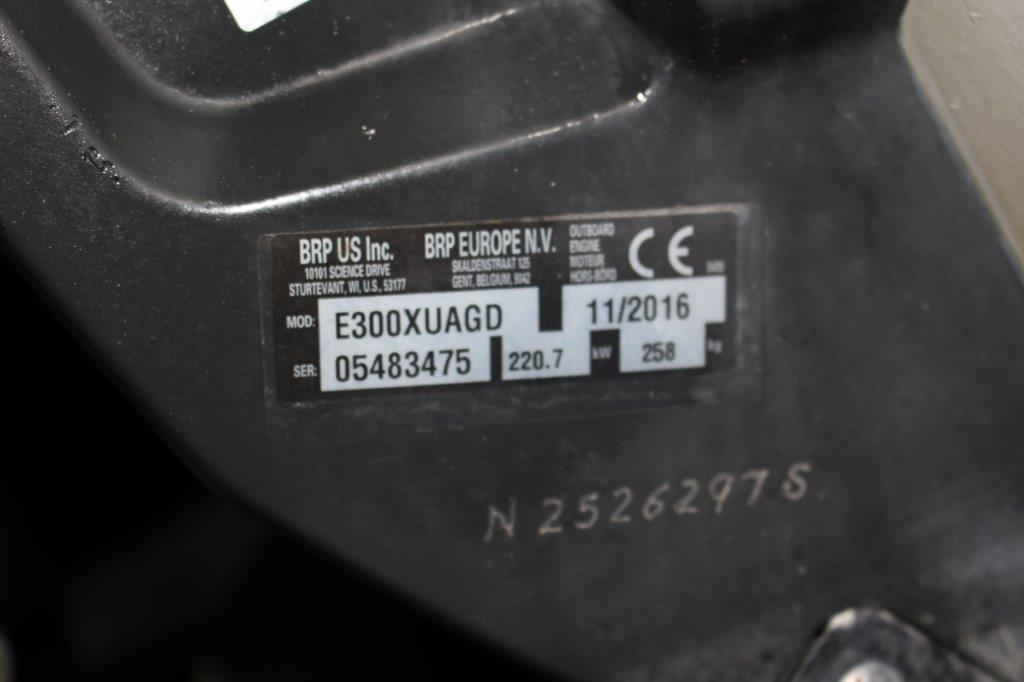 BRP US Inc.
10101 SCIENCE DRIVE
STURTEVANT, WI, U.S., 53177
BRP EUROPE N.V.
SKALDENSTRAAT 125
GENT, BELGIUM, 9042
OUTBOARD
ENGINE
MOTEUR
HORS-BORD
CE
MOD: E300XUAGD 11/2016
SER: 05483475 220.7 kW 258 kg
N 2526297 S